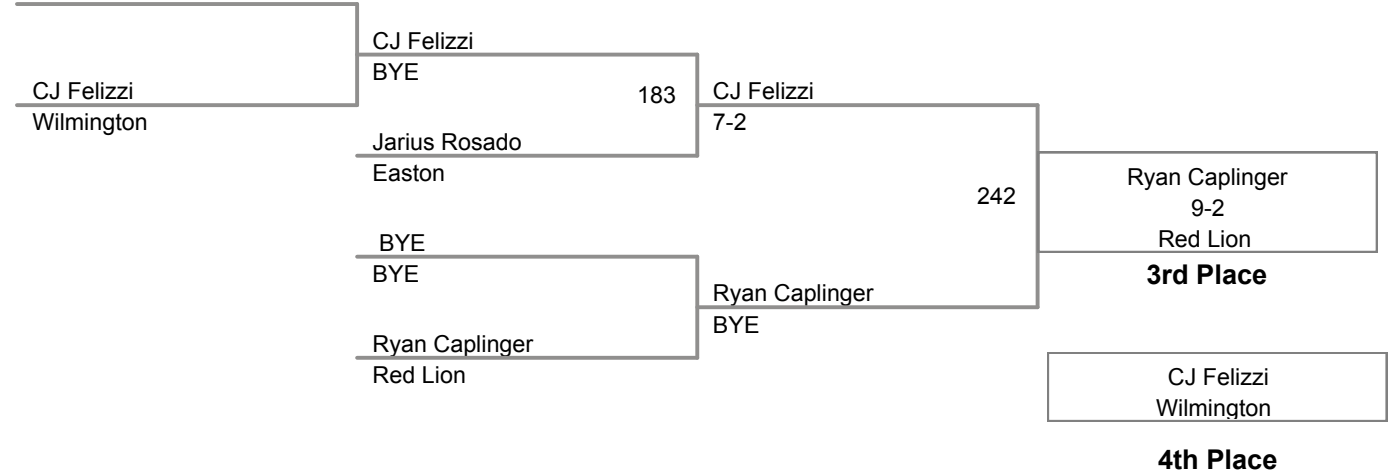 CJ Felizzi
Wilmington
CJ Felizzi
BYE
183
Jarius Rosado
Easton
BYE
BYE
Ryan Caplinger
Red Lion
CJ Felizzi
7-2
242
Ryan Caplinger
BYE
Ryan Caplinger
9-2
Red Lion
3rd Place
CJ Felizzi
Wilmington
4th Place